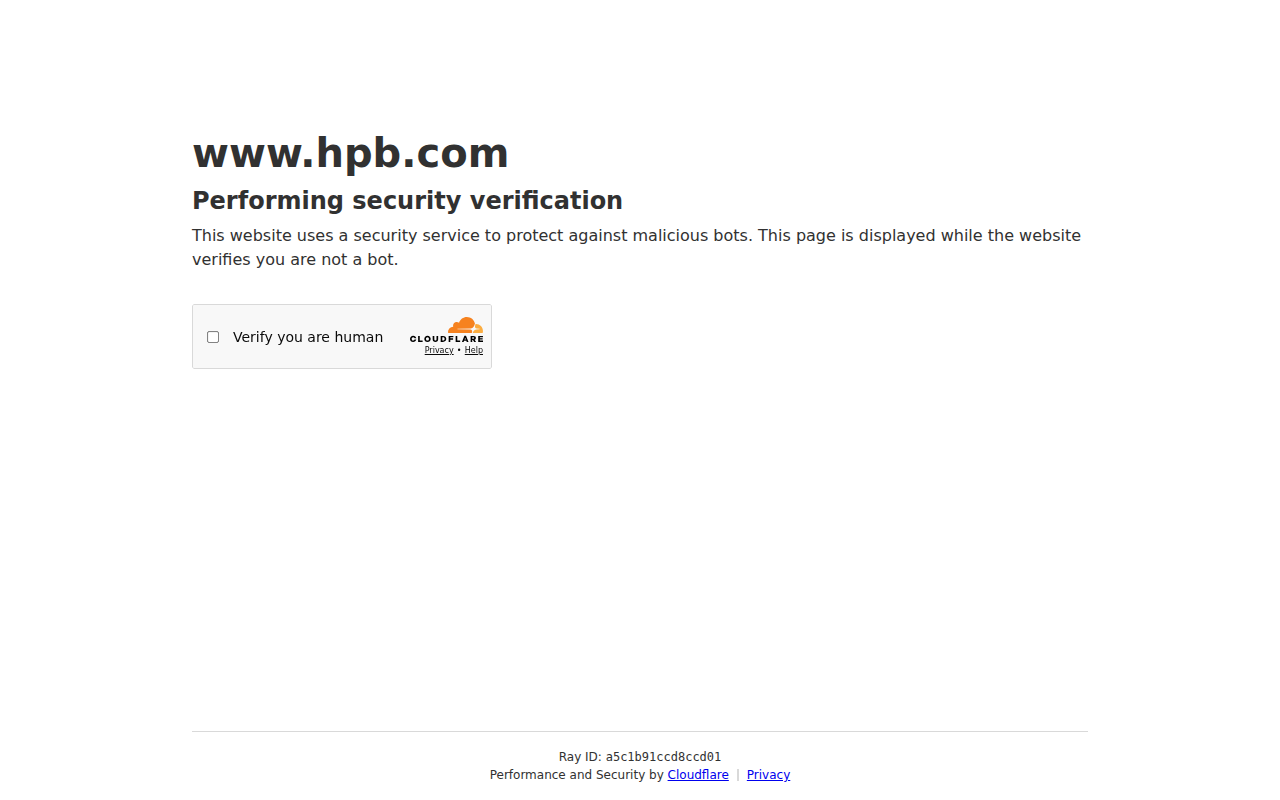 www.hpb.com
Performing security verification
This website uses a security service to protect against malicious bots. This page is displayed while the website
verifies you are not a bot.
Verify you are human
CLOUDFLARE
Privacy • Help
Ray ID: a5c1b91ccd8ccd01
Performance and Security by Cloudflare | Privacy